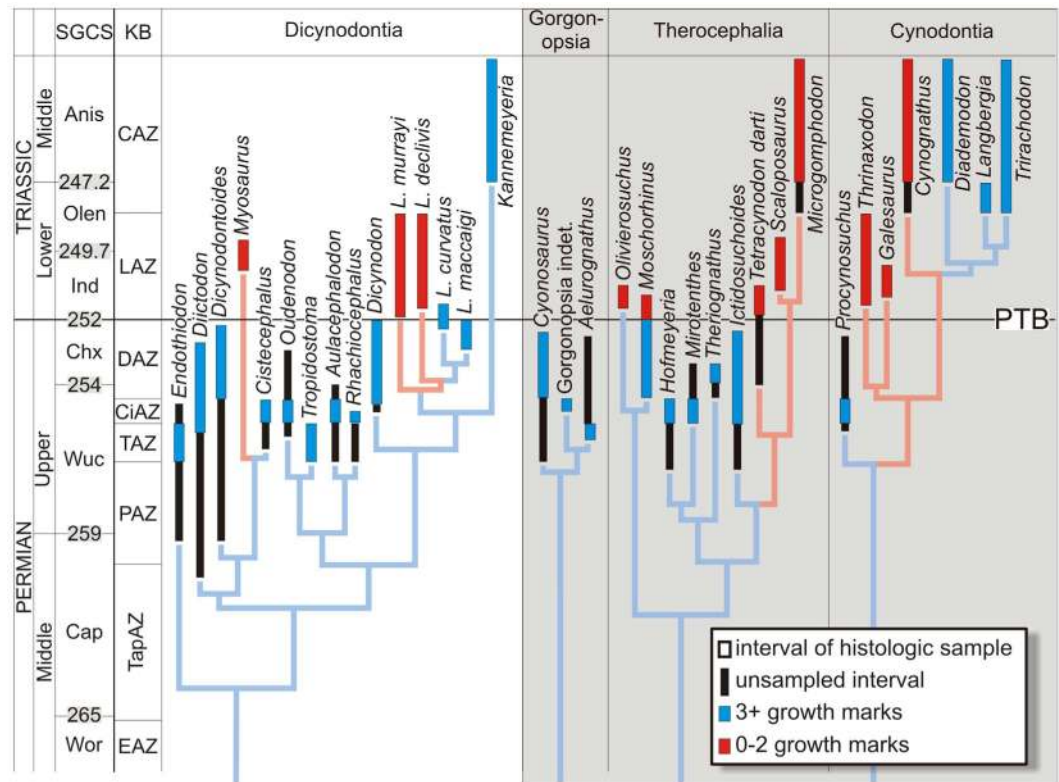 SGCS KB Dicynodontia Gorgon-
opsia Therocephalia Cynodontia
TRIASSIC
Middle
Lower
PERMIAN
Upper
Middle
Anis
247.2
Olen
249.7
Ind
252
Chx
254
Wuc
259
Cap
265
Wor
CAZ
LAZ
DAZ
CiAZ
TAZ
PAZ
TapAZ
EAZ
Endothiodon
Diictodon
Dicynodontoides
Myosaurus
Cistecephalus
Oudenodon
Tropidostoma
Aulacephalodon
Rhachiocephalus
Dicynodon
L. murrayi
L. declivis
L. curvatus
L. maccaigi
Kannemeyeria
Cyonosaurus
Gorgonopsia indet.
Aelurognathus
Olivierosuchus
Moschorhinus
Hofmeyeria
Mirotenthes
Theriognathus
Ictidosuchoides
Tetracynodon darti
Scaloposaurus
Microgomphodon
Procynosuchus
Thrinaxodon
Galesaurus
Cynognathus
Diademodon
Langbergia
Trirachodon
PTB
interval of histologic sample
unsampled interval
3+ growth marks
0-2 growth marks